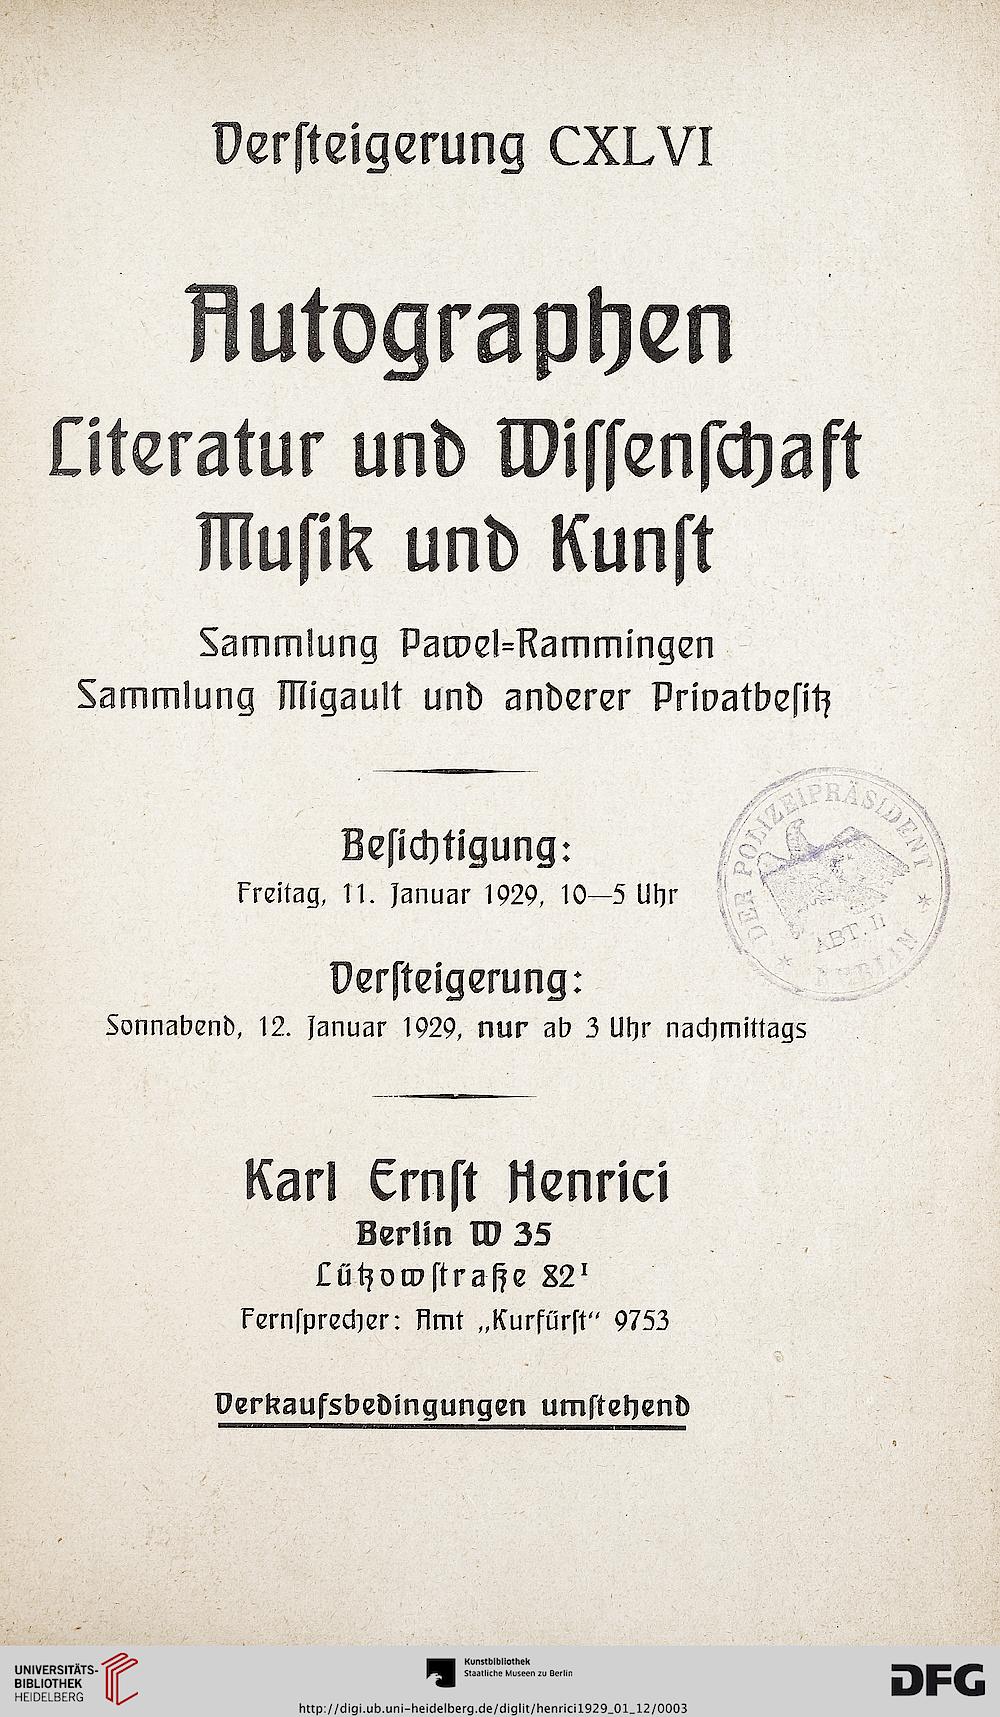 Versteigerung CXLVI
Autographen
Literatur und Wissenschaft
Musik und Kunst
Sammlung Pawel=Rammingen
Sammlung Migault und anderer Privatbesitz
Besichtigung:
Freitag, 11. Januar 1929, 10—5 Uhr
DER POLIZEIPRÄSIDENT
ABT. II
BERLIN
Versteigerung:
Sonnabend, 12. Januar 1929, nur ab 3 Uhr nachmittags
Karl Ernst Henrici
Berlin W 35
Lützowstraße 82 I
Fernsprecher: Amt „Kurfürst“ 9753
Verkaufsbedingungen umstehend
UNIVERSITÄTS-
BIBLIOTHEK
HEIDELBERG
Kunstbibliothek
Staatliche Museen zu Berlin
DFG
http://digi.ub.uni-heidelberg.de/diglit/henrici1929_01_12/0003